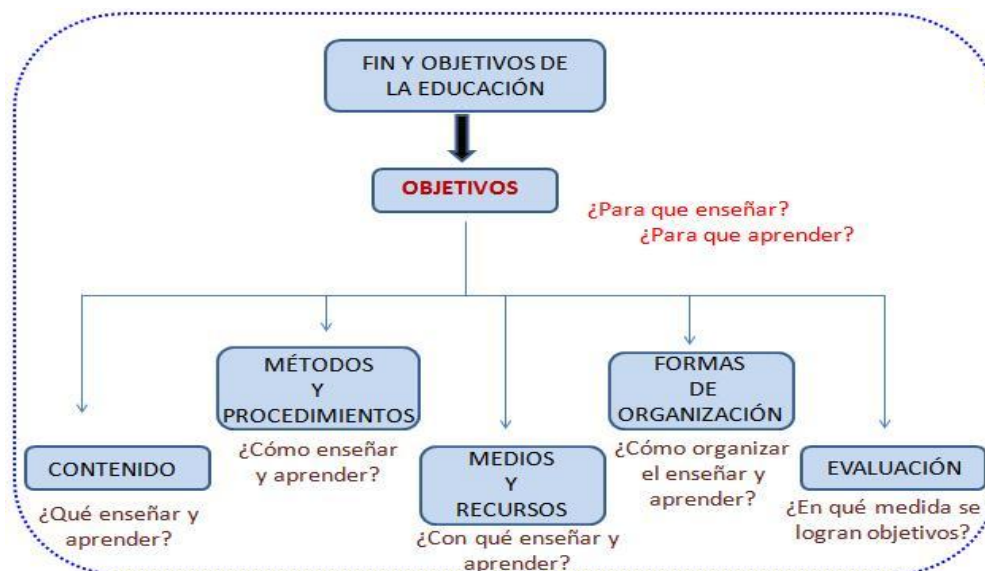 FIN Y OBJETIVOS DE
LA EDUCACIÓN
OBJETIVOS
¿Para que enseñar?
¿Para que aprender?
CONTENIDO
¿Qué enseñar y
aprender?
MÉTODOS
Y
PROCEDIMIENTOS
¿Cómo enseñar
y aprender?
MEDIOS
Y
RECURSOS
¿Con qué enseñar y
aprender?
FORMAS
DE
ORGANIZACIÓN
¿Cómo organizar
el enseñar y
aprender?
EVALUACIÓN
¿En qué medida se
logran objetivos?